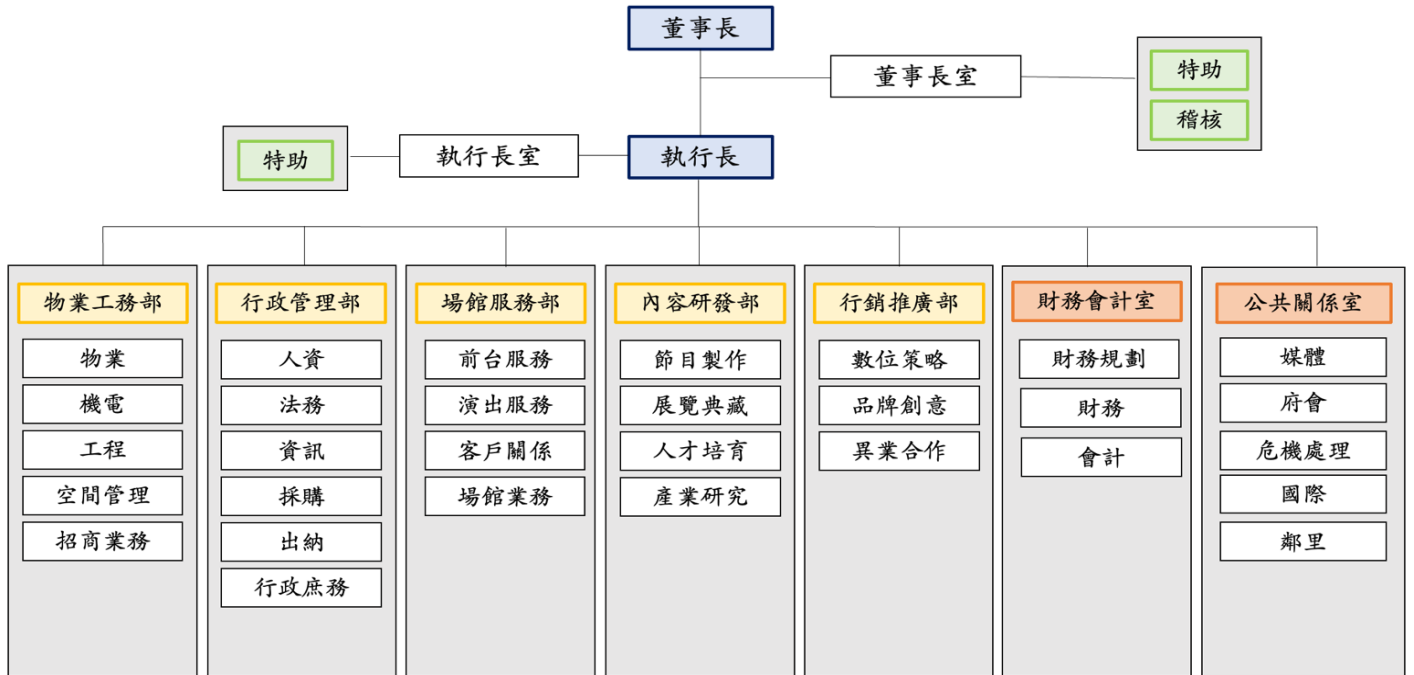 董事長
董事長室
特助
稽核
特助
執行長室
執行長
物業工務部
物業
機電
工程
空間管理
招商業務
行政管理部
人資
法務
資訊
採購
出納
行政庶務
場館服務部
前台服務
演出服務
客戶關係
場館業務
內容研發部
節目製作
展覽典藏
人才培育
產業研究
行銷推廣部
數位策略
品牌創意
異業合作
財務會計室
財務規劃
財務
會計
公共關係室
媒體
府會
危機處理
國際
鄰里